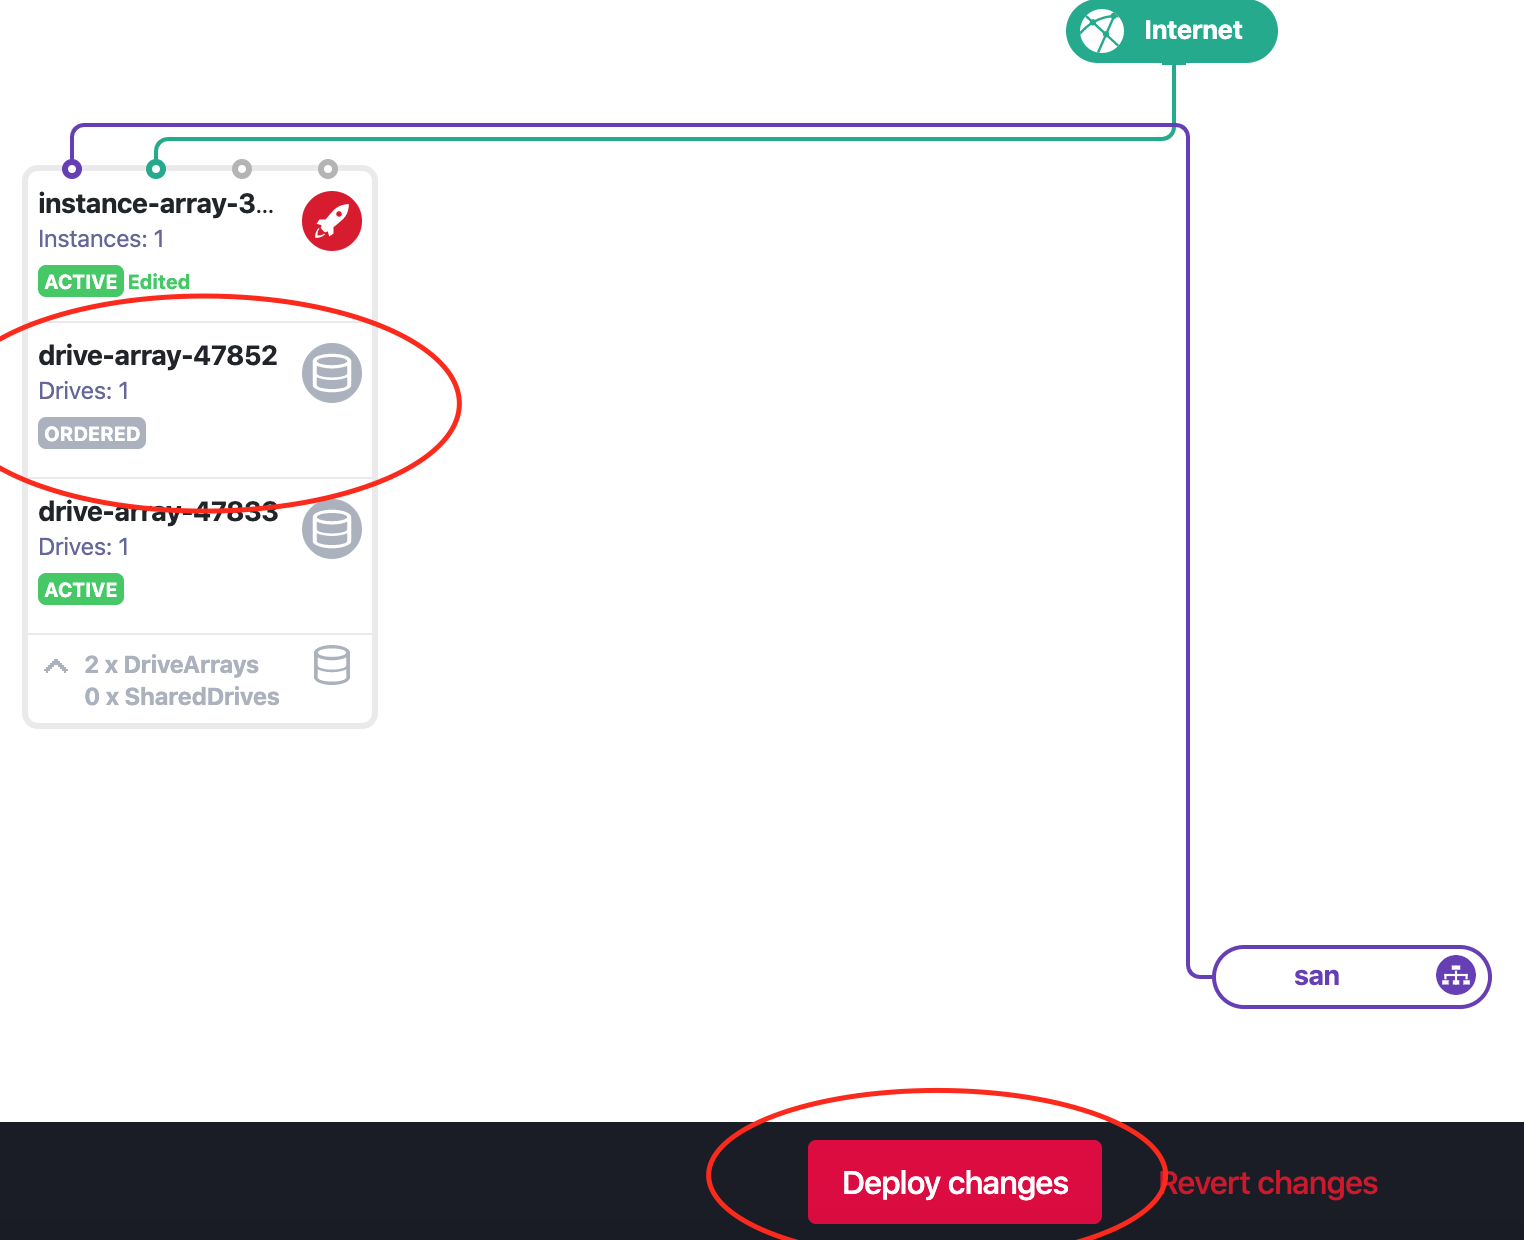 Internet
instance-array-3...
Instances: 1
ACTIVE Edited
drive-array-47852
Drives: 1
ORDERED
drive-array-47833
Drives: 1
ACTIVE
2 x DriveArrays
0 x SharedDrives
san
Deploy changes Revert changes